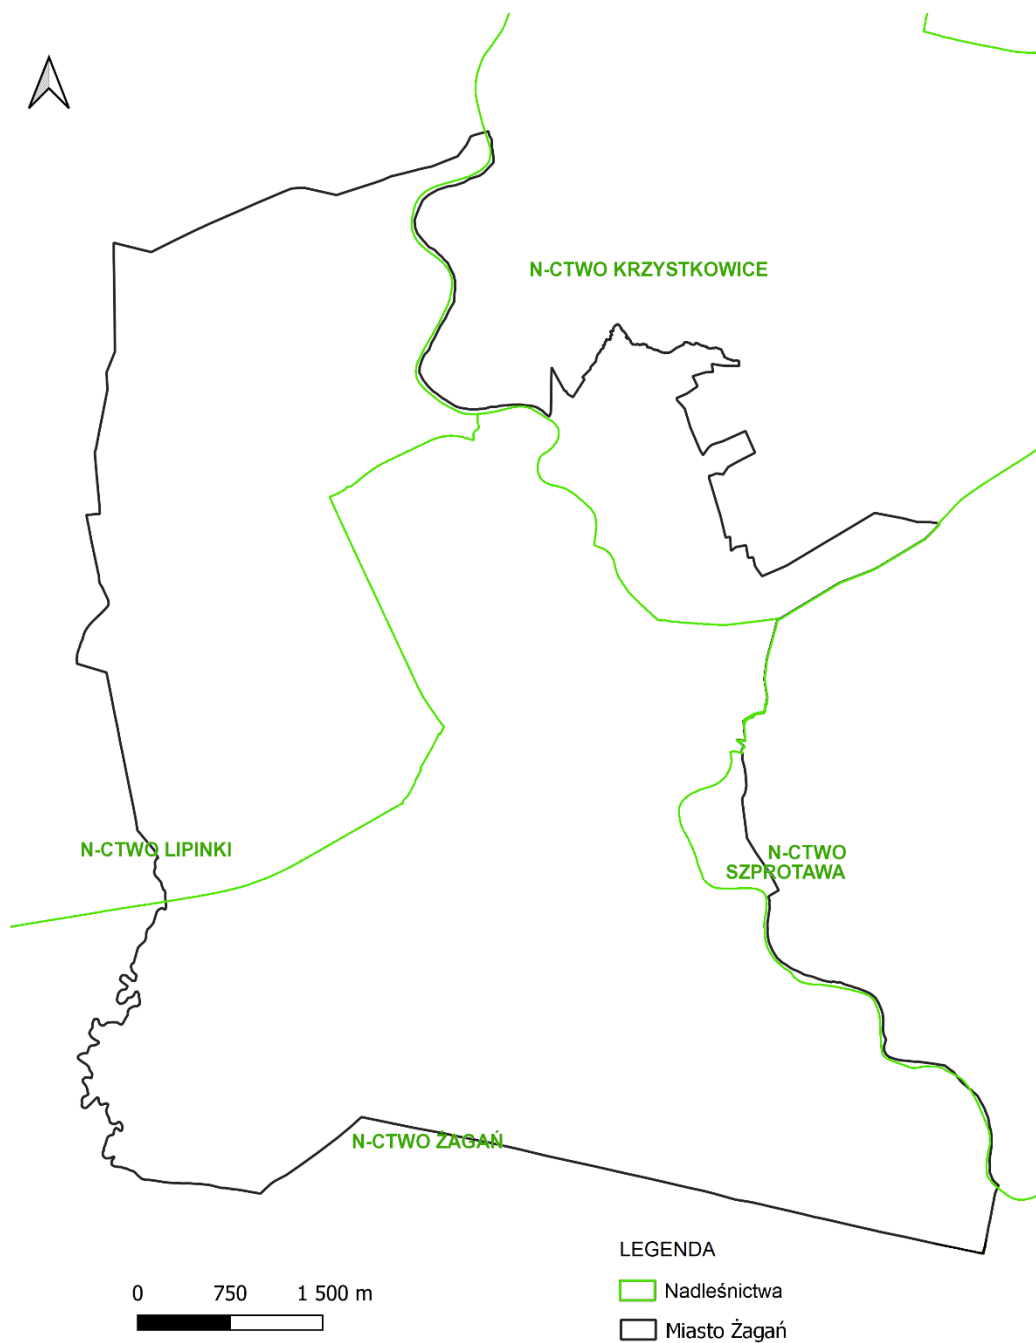 N-CTWO KRZYSTKOWICE
N-CTWO LIPINKI
N-CTWO
SZPROTAWA
N-CTWO ŻAGAŃ
LEGENDA
Nadleśnictwa
Miasto Żagań
0 750 1 500 m